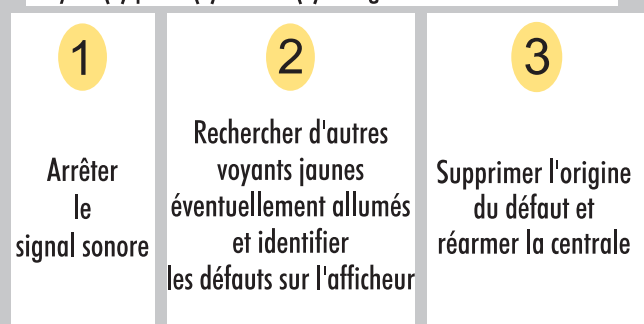 1
Arrêter
le
signal sonore
2
Rechercher d'autres
voyants jaunes
éventuellement allumés
et identifier
les défauts sur l'afficheur
3
Supprimer l'origine
du défaut et
réarmer la centrale